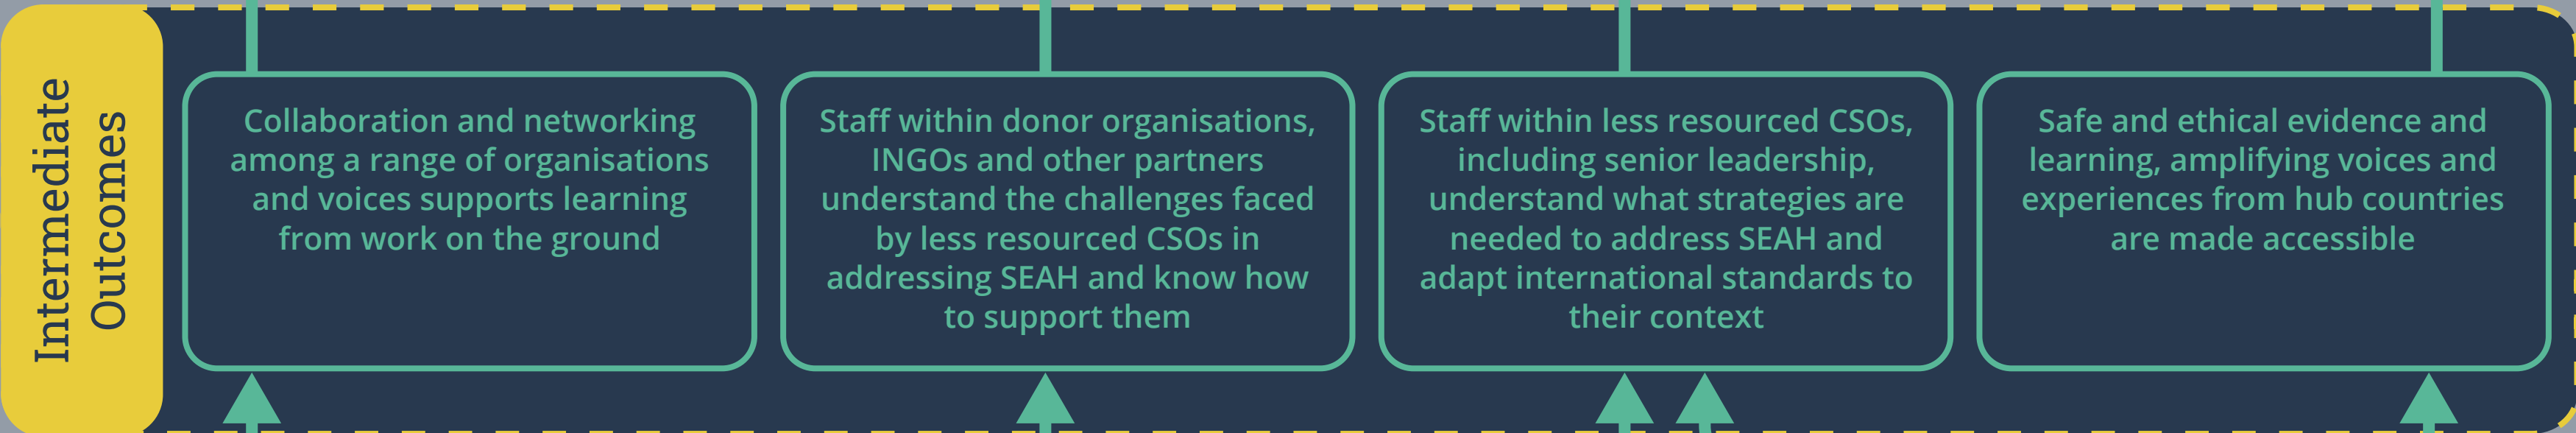 Intermediate
Outcomes
Collaboration and networking
among a range of organisations
and voices supports learning
from work on the ground
Staff within donor organisations,
INGOs and other partners
understand the challenges faced
by less resourced CSOs in
addressing SEAH and know how
to support them
Staff within less resourced CSOs,
including senior leadership,
understand what strategies are
needed to address SEAH and
adapt international standards to
their context
Safe and ethical evidence and
learning, amplifying voices and
experiences from hub countries
are made accessible